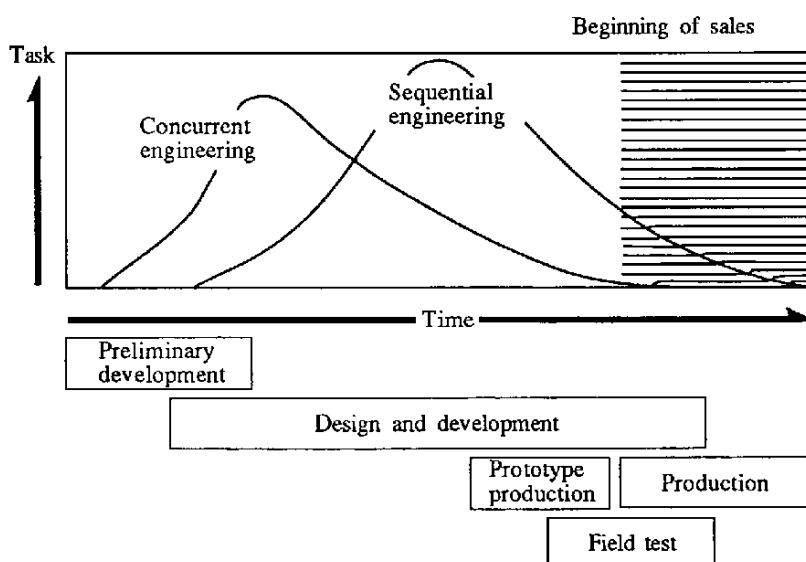 Beginning of sales
Task
Sequential
engineering
Concurrent
engineering
Time
Preliminary
development
Design and development
Prototype
production
Production
Field test